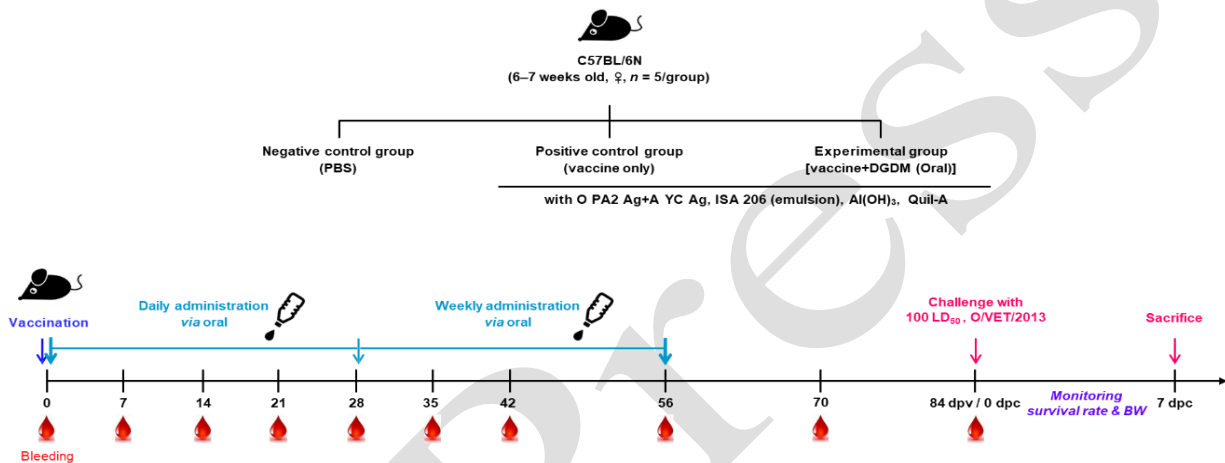 C57BL/6N
(6–7 weeks old, ♀, n = 5/group)
Negative control group
(PBS)
Positive control group
(vaccine only)
Experimental group
[vaccine+DGDM (Oral)]
with O PA2 Ag+A YC Ag, ISA 206 (emulsion), Al(OH)₃, Quil-A
Vaccination
Daily administration
via oral
Weekly administration
via oral
Challenge with
100 LD₅₀ , O/VET/2013
Sacrifice
0
7
14
21
28
35
42
56
70
84 dpv / 0 dpc
Monitoring
survival rate & BW
7 dpc
Bleeding
press